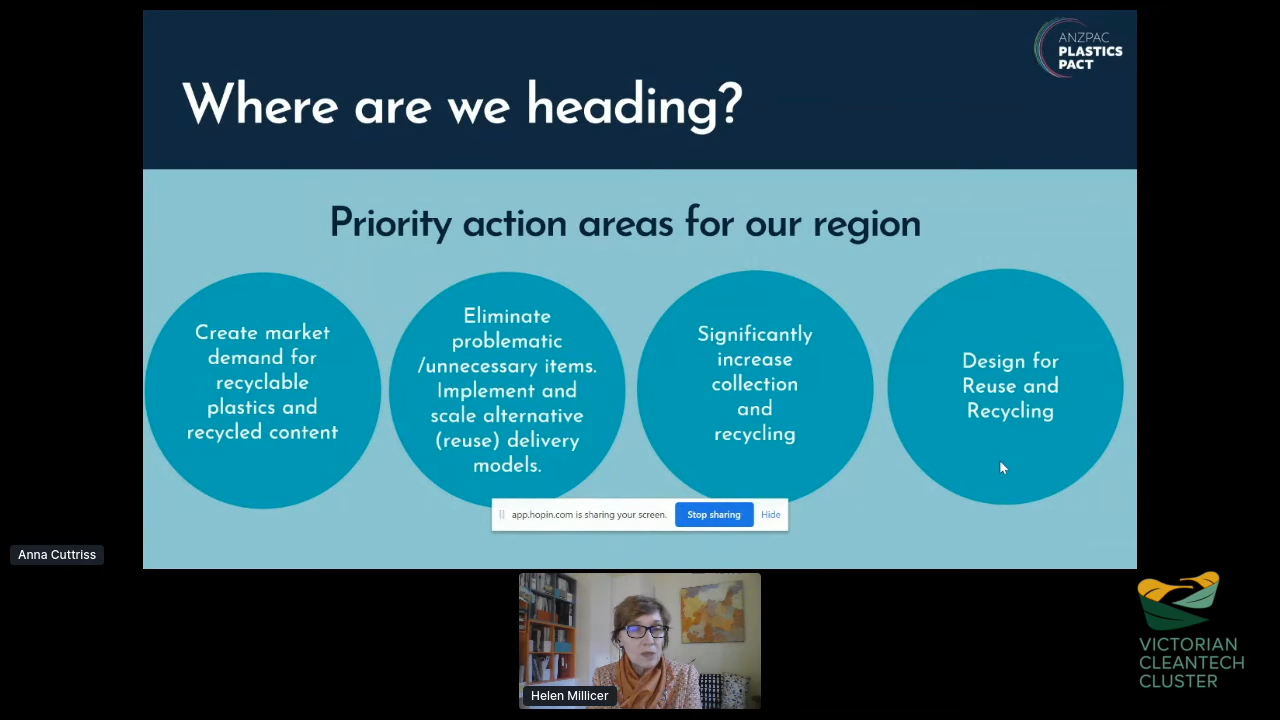 ANZPAC
PLASTICS
PACT
Where are we heading?
Priority action areas for our region
Create market
demand for
recyclable
plastics and
recycled content
Eliminate
problematic
/unnecessary items.
Implement and
scale alternative
(reuse) delivery
models.
Significantly
increase
collection
and
recycling
Design for
Reuse and
Recycling
app.hopin.com is sharing your screen.
Stop sharing
Hide
Anna Cuttriss
Helen Millicer
VICTORIAN
CLEANTECH
CLUSTER